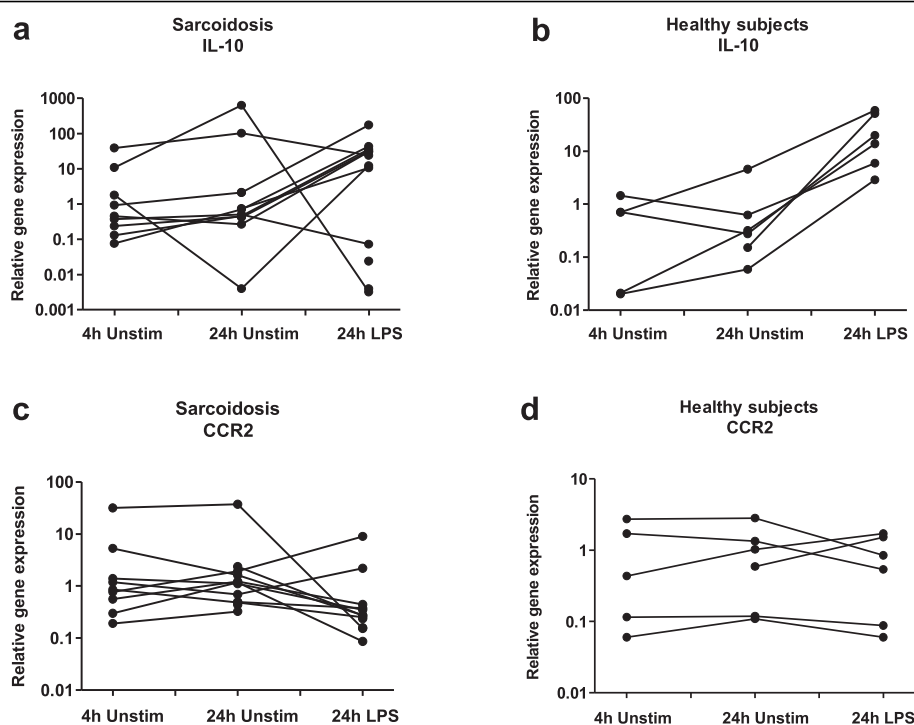 a
Sarcoidosis
IL-10
Relative gene expression
1000
100
10
1
0.1
0.01
0.001
4h Unstim 24h Unstim 24h LPS
b
Healthy subjects
IL-10
Relative gene expression
100
10
1
0.1
0.01
4h Unstim 24h Unstim 24h LPS
c
Sarcoidosis
CCR2
Relative gene expression
100
10
1
0.1
0.01
4h Unstim 24h Unstim 24h LPS
d
Healthy subjects
CCR2
Relative gene expression
10
1
0.1
0.01
4h Unstim 24h Unstim 24h LPS